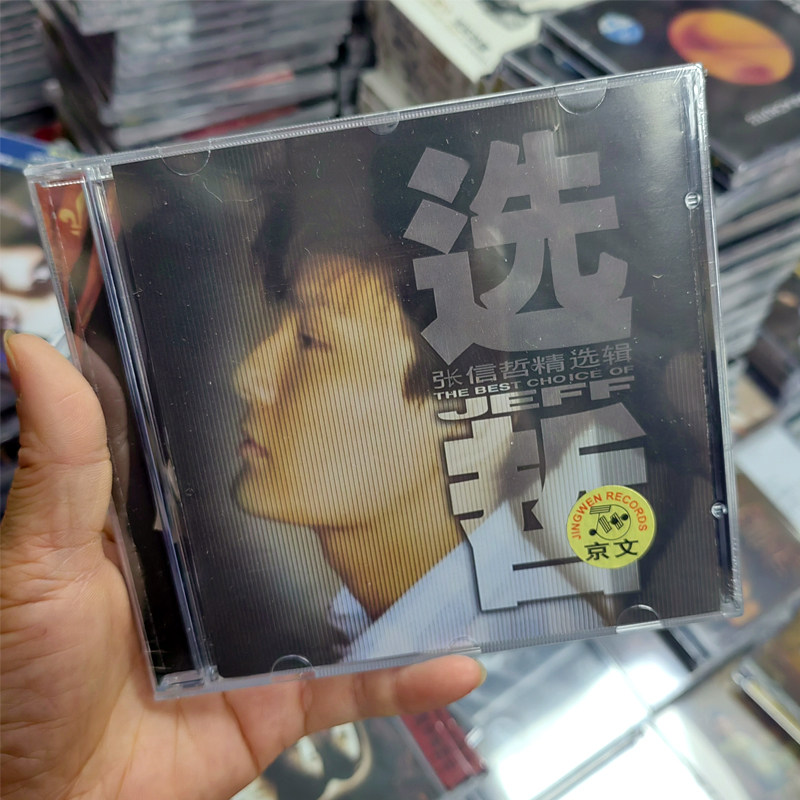 选
张信哲精选辑
THE BEST CHOICE OF
JEFF
哲
JINGWEN RECORDS
京文